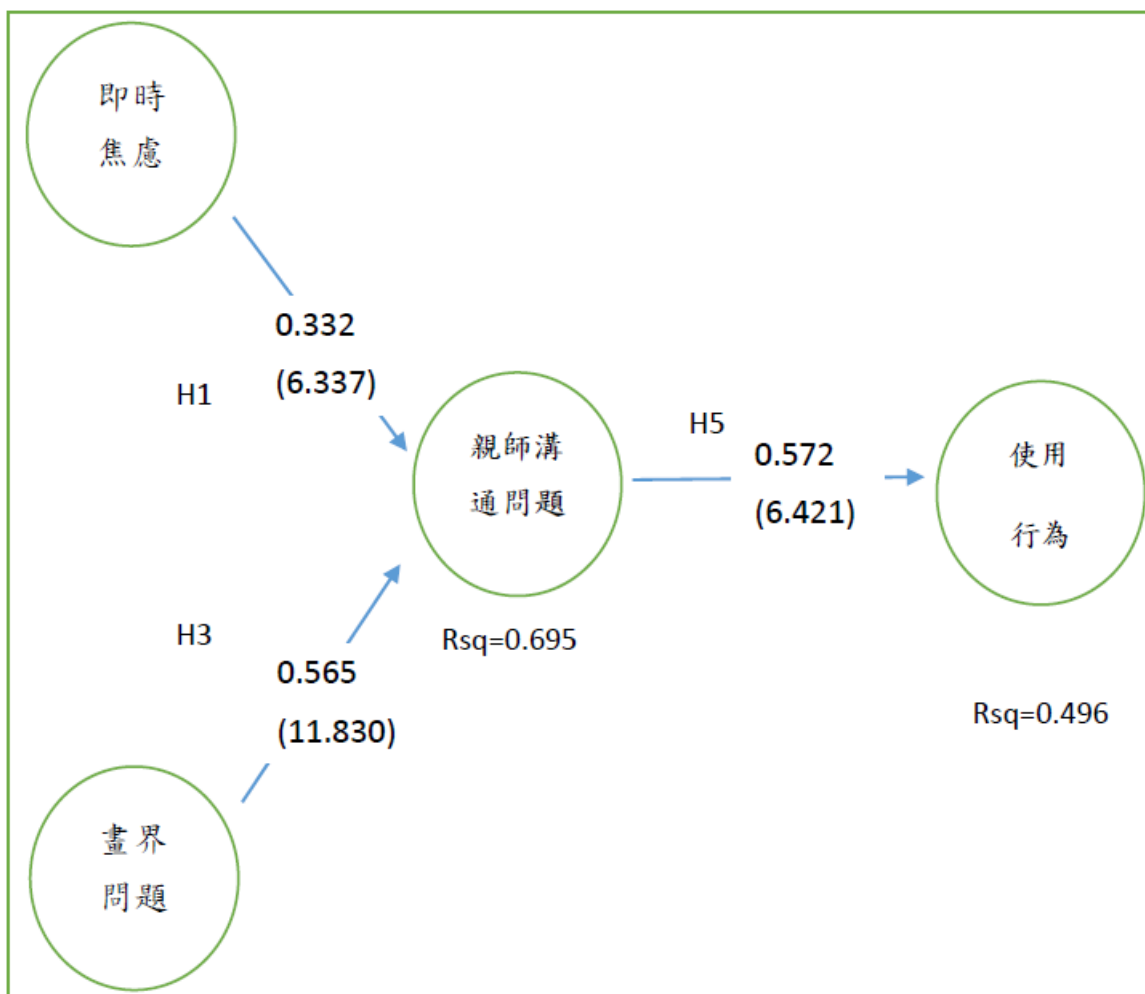 即時
焦慮
0.332
(6.337)
H1
親師溝
通問題
H5
0.572
(6.421)
使用
行為
H3
Rsq=0.695
0.565
(11.830)
Rsq=0.496
畫界
問題